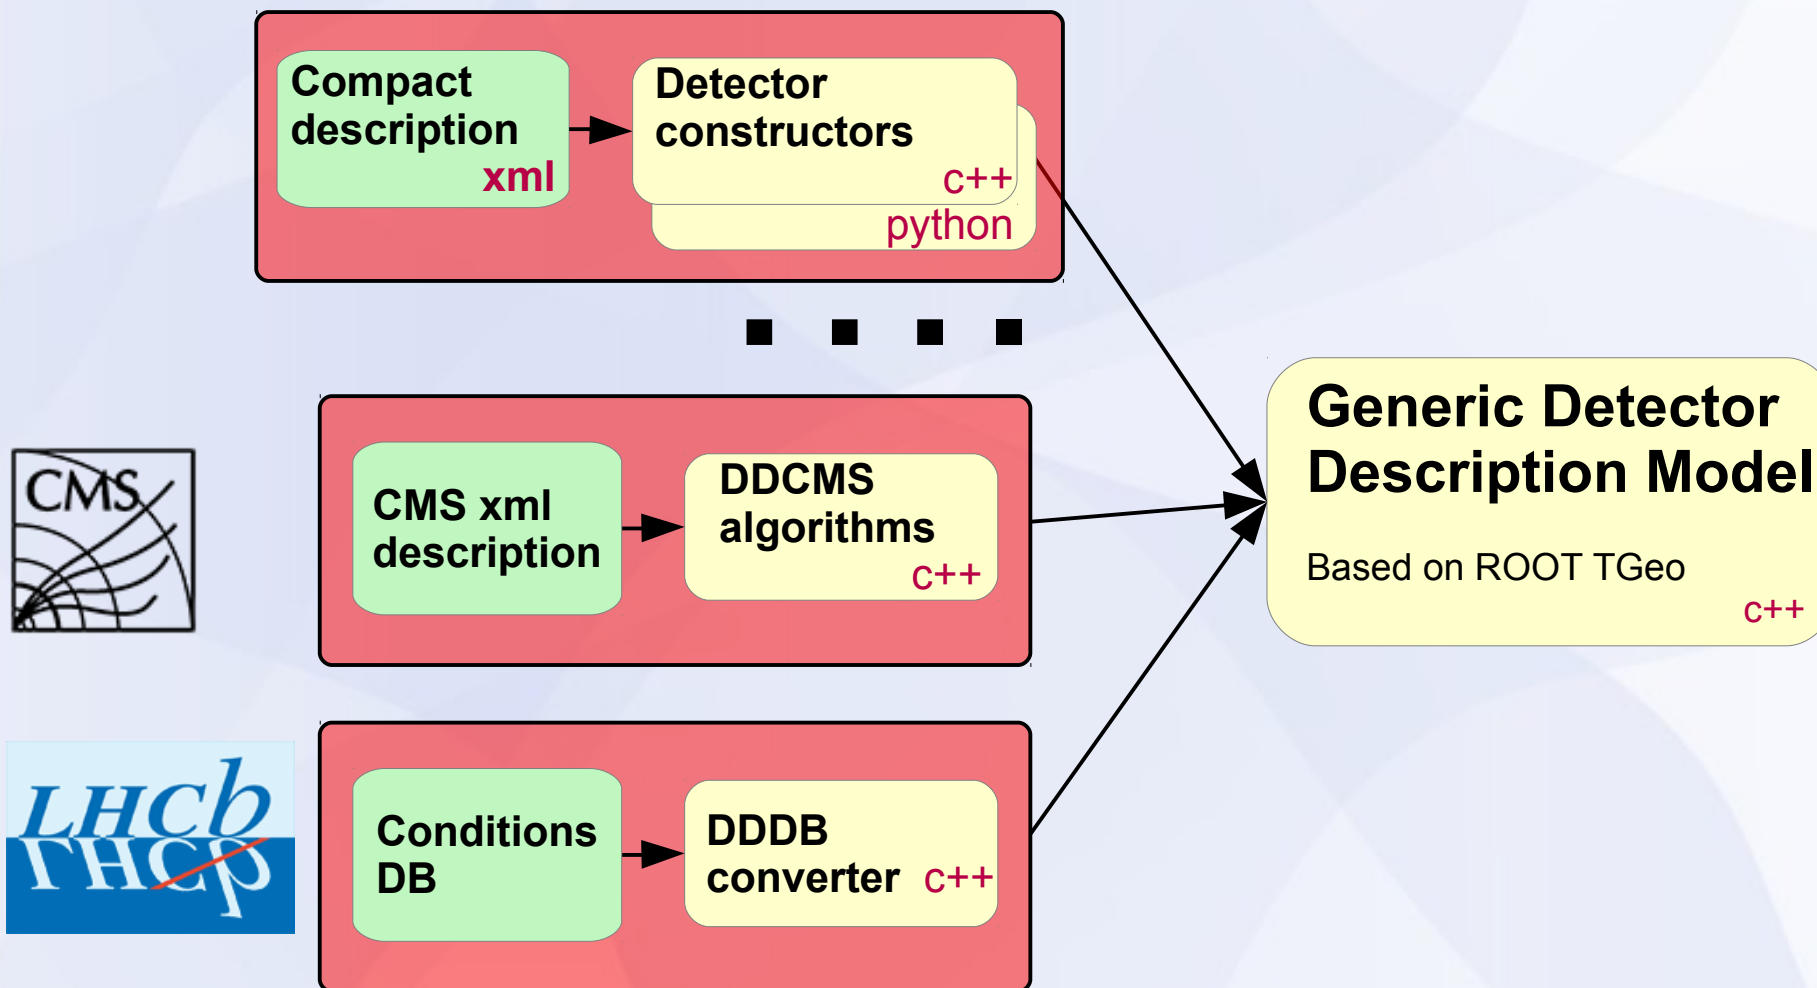 Compact
description
xml
Detector
constructors
c++
python
CMS
CMS xml
description
DDCMS
algorithms
c++
LHCb
LHCb
Conditions
DB
DDDB
converter c++
Generic Detector
Description Model
Based on ROOT TGeo
c++